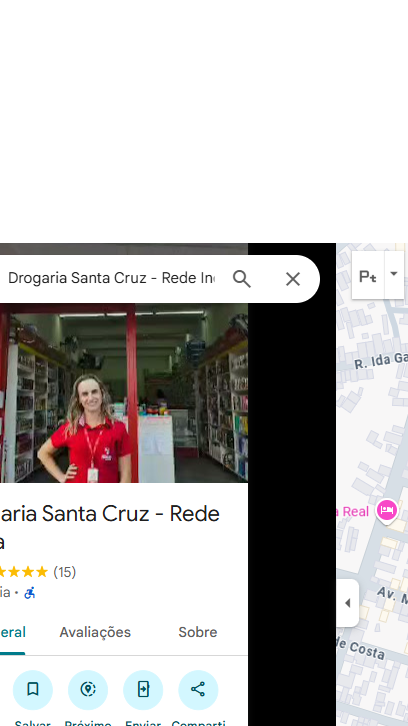 Drogaria Santa Cruz - Rede In
Pt
R. Ida Ga
a Real
aria Santa Cruz - Rede
a
(15)
ia
Av. M
eral Avaliações Sobre
de Costa
Salvar Próximo Enviar Comparti